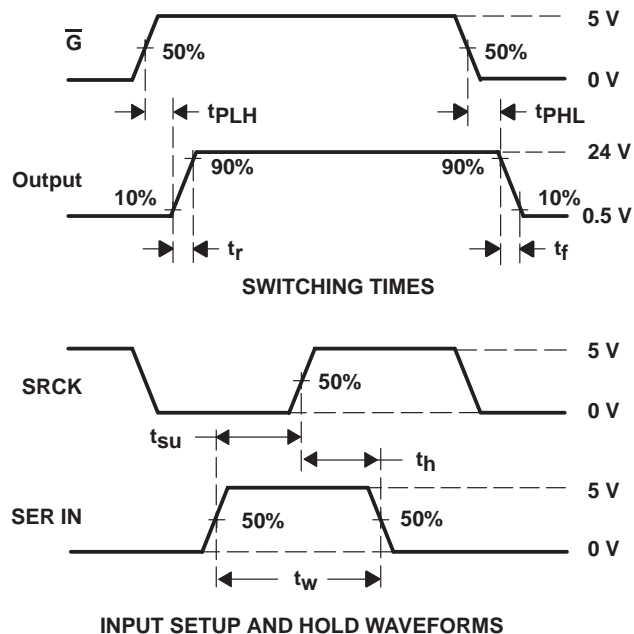 G 5 V
50% 50%
0 V
tPLH tPHL
24 V
Output 90% 90%
10% 10%
0.5 V
tr tf
SWITCHING TIMES
5 V
SRCK 50%
0 V
tsu
th
5 V
SER IN 50% 50%
0 V
tw
INPUT SETUP AND HOLD WAVEFORMS